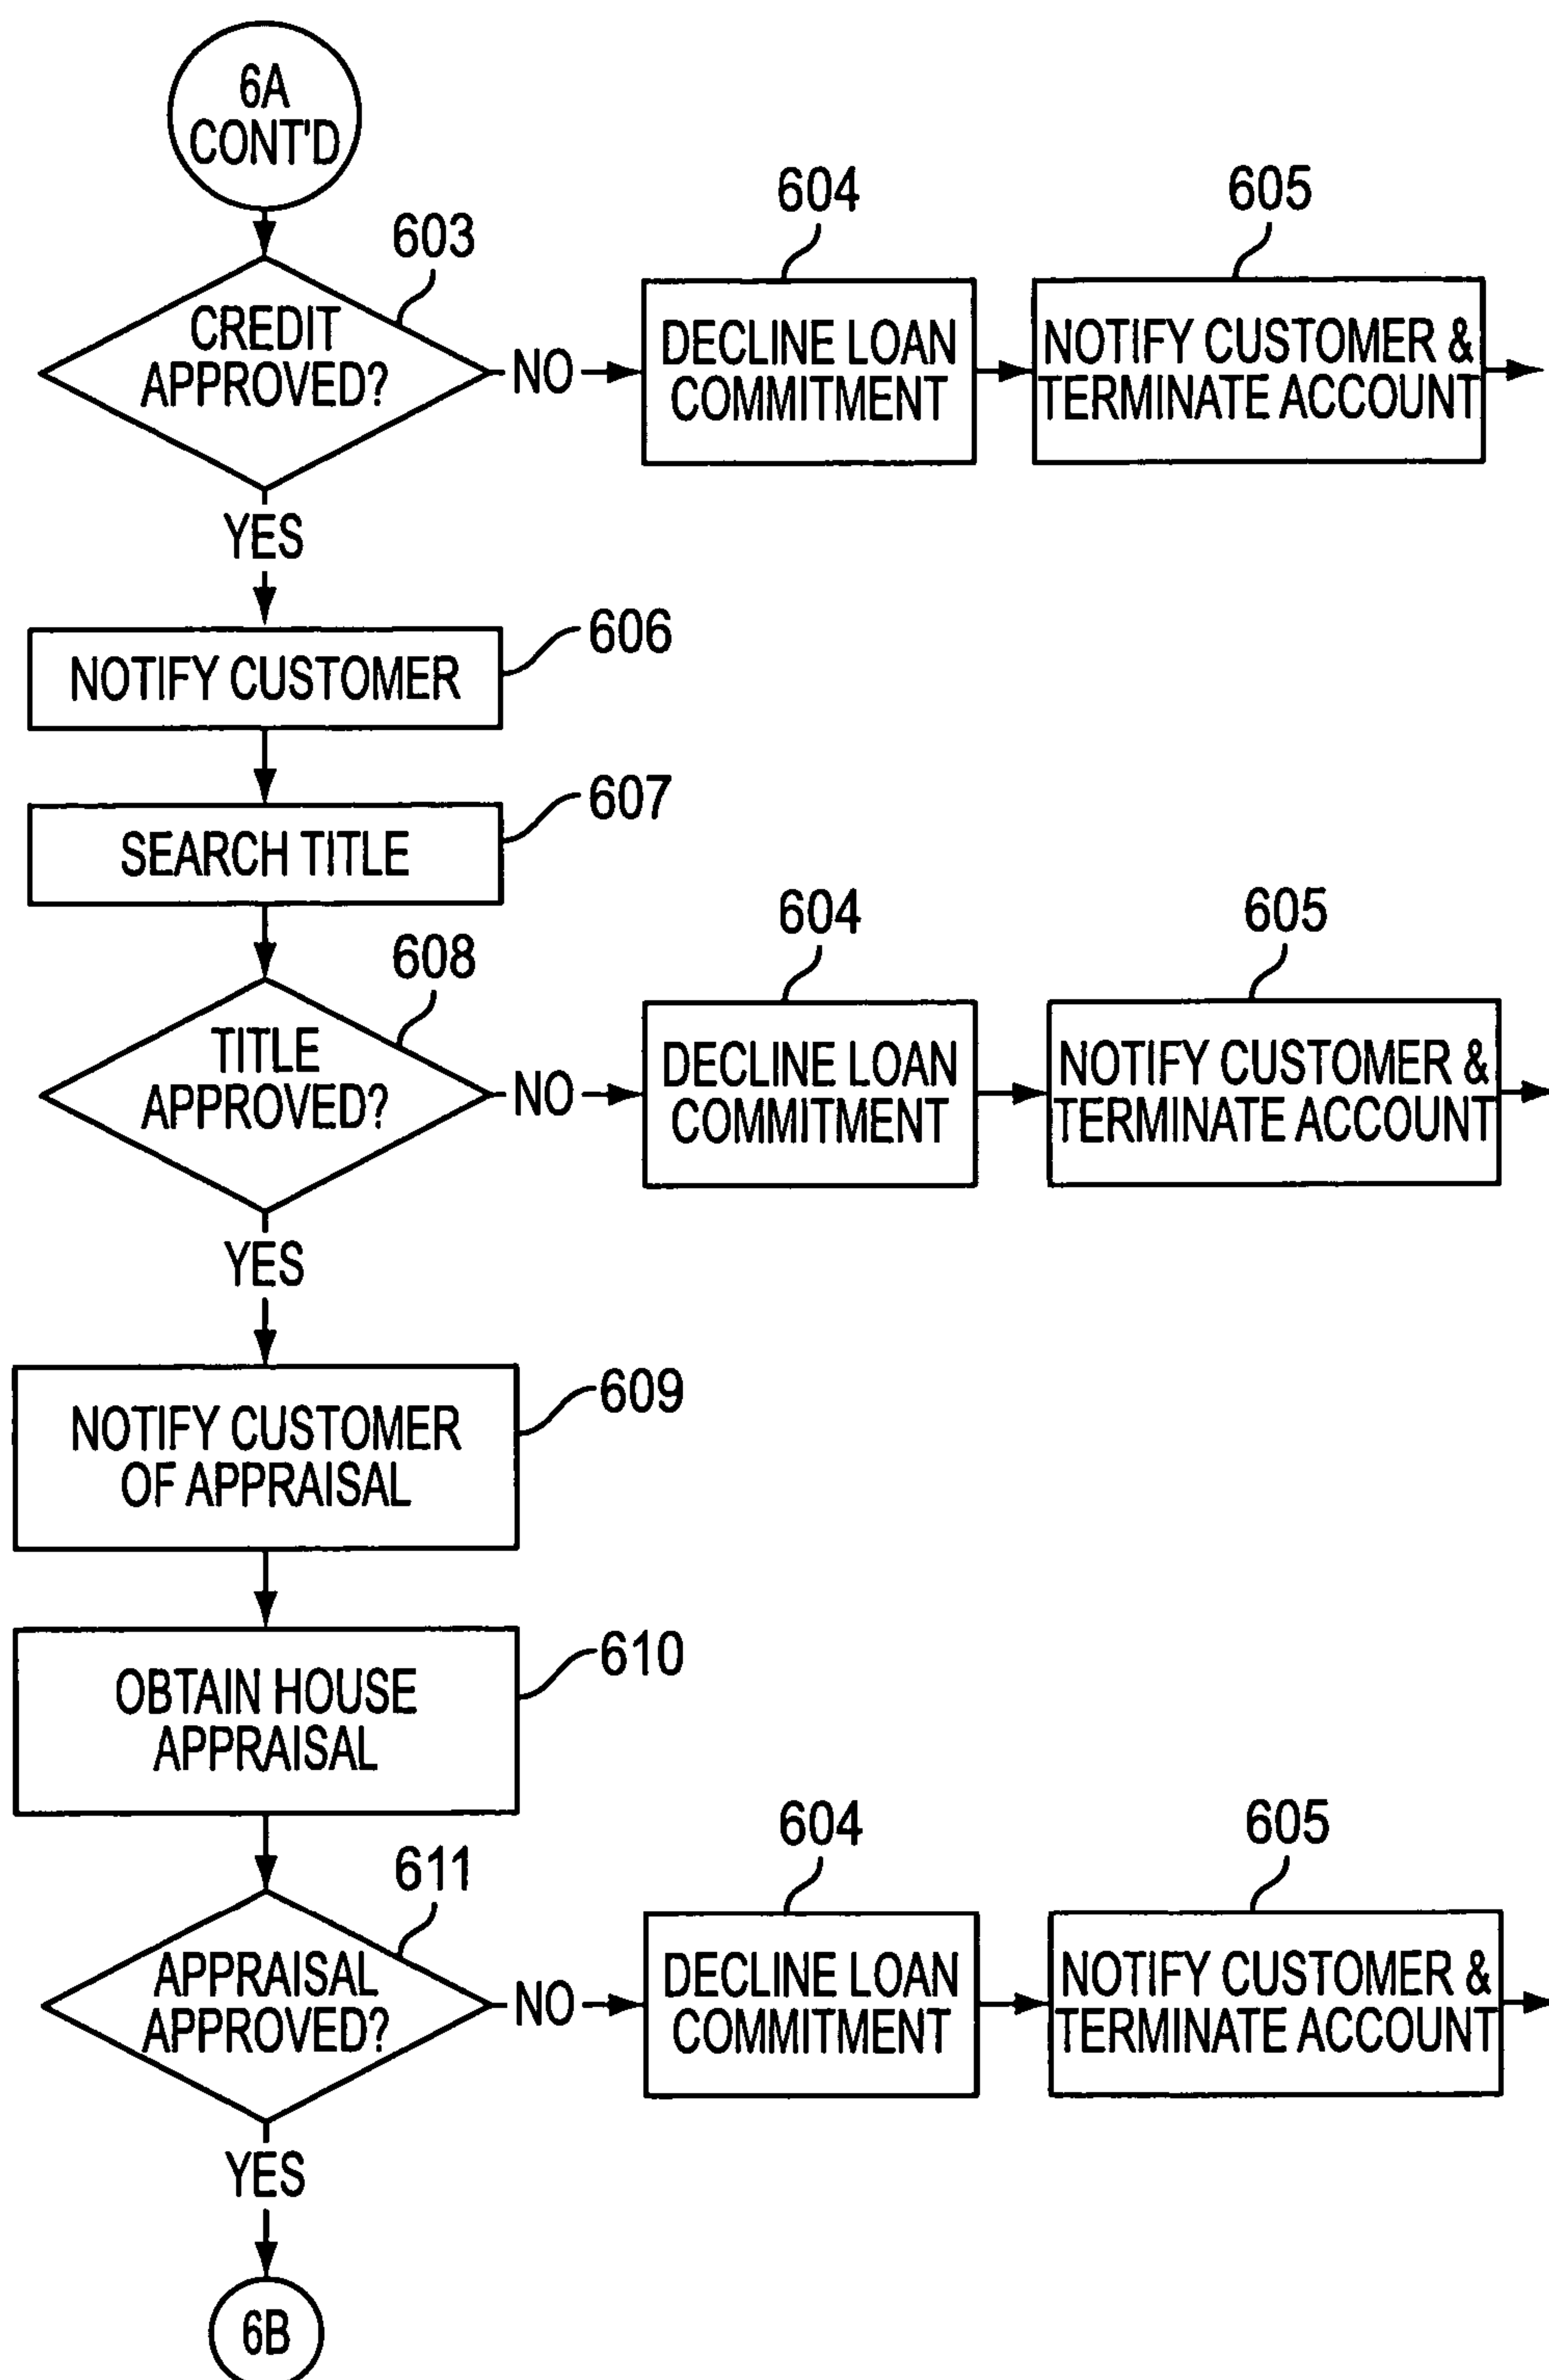 6A
CONT'D
603
604
605
CREDIT
APPROVED?
NO
DECLINE LOAN
COMMITMENT
NOTIFY CUSTOMER &
TERMINATE ACCOUNT
YES
606
NOTIFY CUSTOMER
607
SEARCH TITLE
608
604
605
TITLE
APPROVED?
NO
DECLINE LOAN
COMMITMENT
NOTIFY CUSTOMER &
TERMINATE ACCOUNT
YES
609
NOTIFY CUSTOMER
OF APPRAISAL
610
OBTAIN HOUSE
APPRAISAL
611
604
605
APPRAISAL
APPROVED?
NO
DECLINE LOAN
COMMITMENT
NOTIFY CUSTOMER &
TERMINATE ACCOUNT
YES
6B